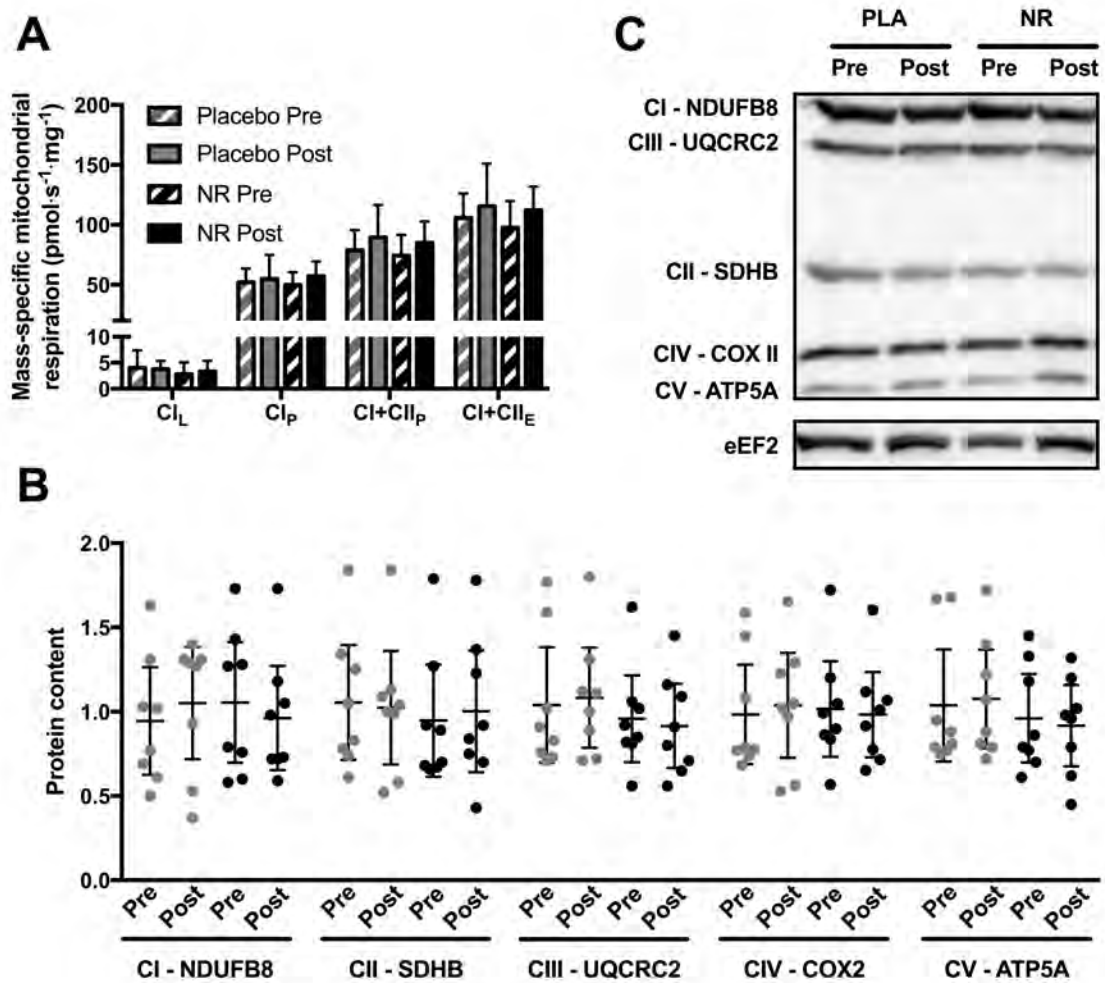 A
Mass-specific mitochondrial
respiration (pmol·s⁻¹·mg⁻¹)
200
150
100
50
10
5
0
Placebo Pre
Placebo Post
NR Pre
NR Post
CI_L
CI_P
CI+CII_P
CI+CII_E
C
PLA NR
Pre Post Pre Post
CI - NDUFB8
CIII - UQCRC2
CII - SDHB
CIV - COX II
CV - ATP5A
eEF2
B
Protein content
2.0
1.5
1.0
0.5
0.0
Pre Post Pre Post Pre Post Pre Post Pre Post Pre Post Pre Post Pre Post Pre Post Pre Post
CI - NDUFB8 CII - SDHB CIII - UQCRC2 CIV - COX2 CV - ATP5A